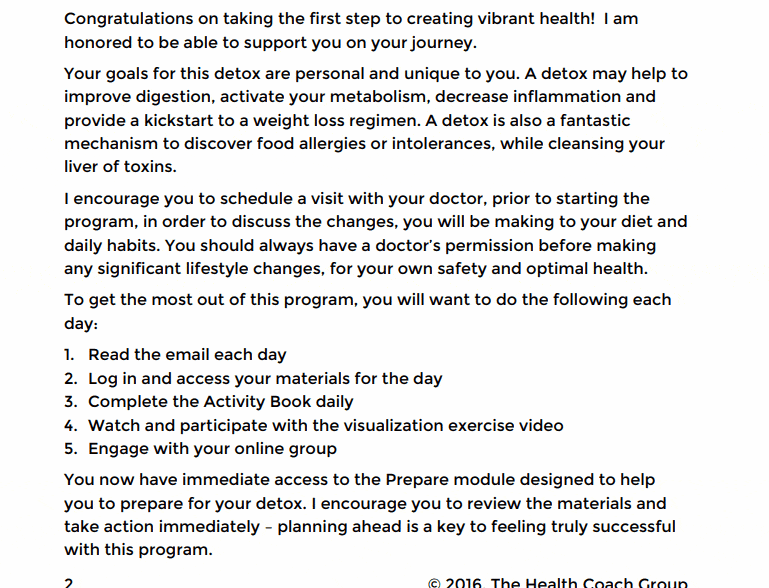 Congratulations on taking the first step to creating vibrant health!  I am
honored to be able to support you on your journey.
Your goals for this detox are personal and unique to you. A detox may help to
improve digestion, activate your metabolism, decrease inflammation and
provide a kickstart to a weight loss regimen. A detox is also a fantastic
mechanism to discover food allergies or intolerances, while cleansing your
liver of toxins.
I encourage you to schedule a visit with your doctor, prior to starting the
program, in order to discuss the changes, you will be making to your diet and
daily habits. You should always have a doctor's permission before making
any significant lifestyle changes, for your own safety and optimal health.
To get the most out of this program, you will want to do the following each
day:
1. Read the email each day
2. Log in and access your materials for the day
3. Complete the Activity Book daily
4. Watch and participate with the visualization exercise video
5. Engage with your online group
You now have immediate access to the Prepare module designed to help
you to prepare for your detox. I encourage you to review the materials and
take action immediately – planning ahead is a key to feeling truly successful
with this program.
2 © 2016, The Health Coach Group